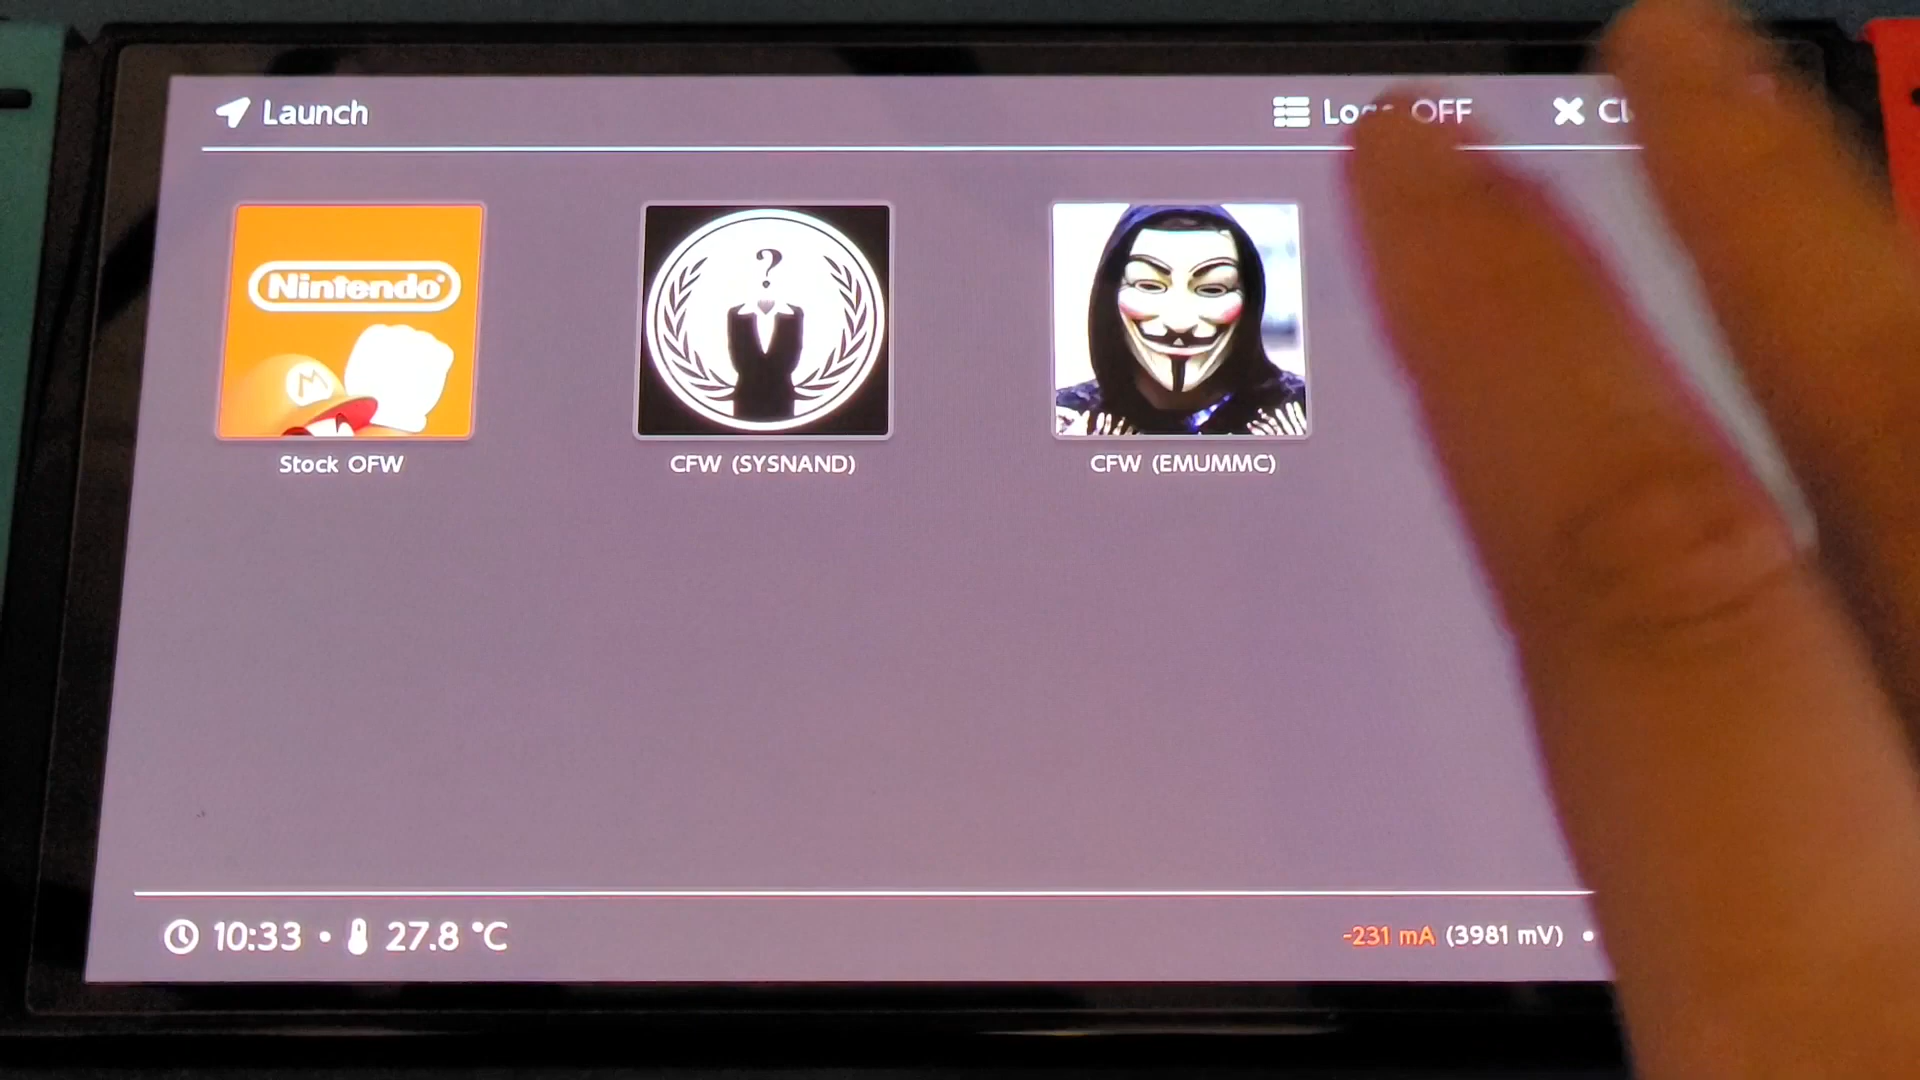 Launch
OFF
Nintendo
M
?
Stock OFW
CFW (SYSNAND)
CFW (EMUMMC)
10:33 • 27.8 °C
-231 mA (3981 mV) •